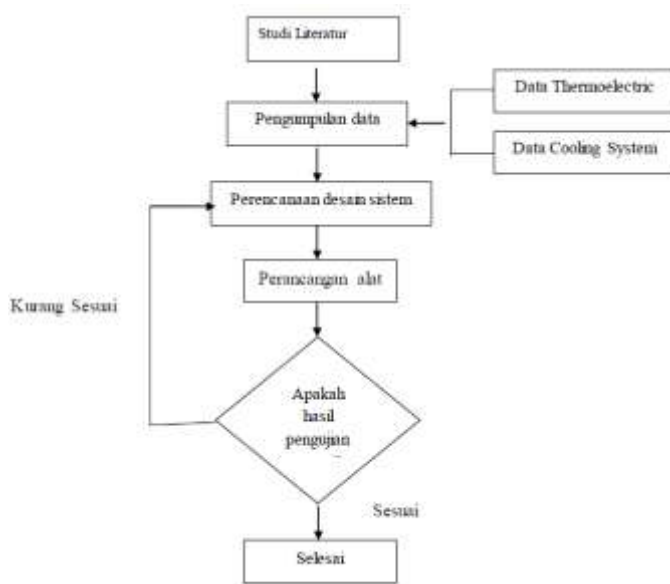 Studi Literatur
Data Thermoelectric
Pengumpulan data
Data Cooling System
Perencanaan desain sistem
Perancangan alat
Kurang Sesuai
Apakah
hasil
pengujian
Sesuai
Selesai